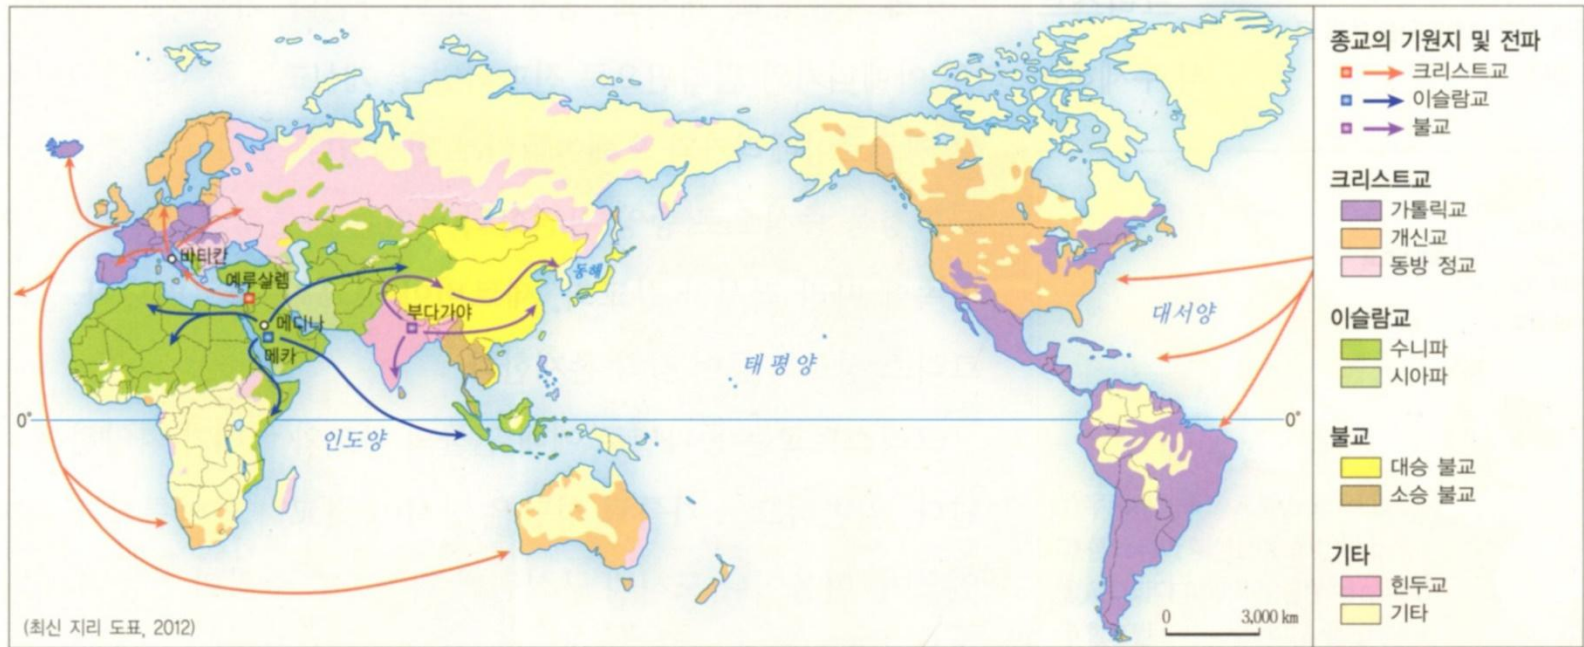 바티칸
예루살렘
메디나
메카
부다가야
동해
대서양
태평양
인도양
0°
0°
0 3,000 km
(최신 지리 도표, 2012)
종교의 기원지 및 전파
크리스트교
이슬람교
불교
크리스트교
가톨릭교
개신교
동방 정교
이슬람교
수니파
시아파
불교
대승 불교
소승 불교
기타
힌두교
기타